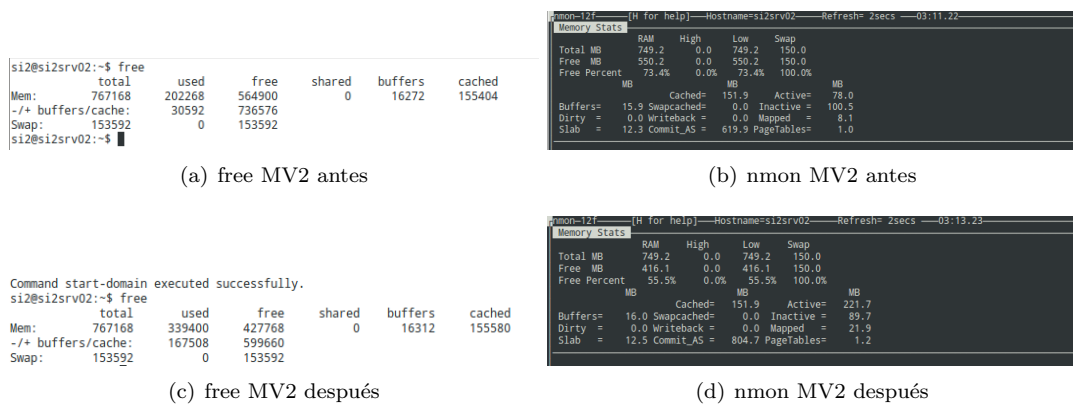 si2@si2srv02:~$ free
total used free shared buffers cached
Mem: 767168 202268 564900 0 16272 155404
-/+ buffers/cache: 30592 736576
Swap: 153592 0 153592
si2@si2srv02:~$
(a) free MV2 antes
nmon-12f [H for help] Hostname=si2srv02 Refresh= 2secs 03:11.22
Memory Stats
RAM High Low Swap
Total MB 749.2 0.0 749.2 150.0
Free MB 550.2 0.0 550.2 150.0
Free Percent 73.4% 0.0% 73.4% 100.0%
MB MB MB
Cached= 151.9 Active= 78.0
Buffers= 15.9 Swapcached= 0.0 Inactive = 100.5
Dirty = 0.0 Writeback = 0.0 Mapped = 8.1
Slab = 12.3 Commit_AS = 619.9 PageTables= 1.0
(b) nmon MV2 antes
Command start-domain executed successfully.
si2@si2srv02:~$ free
total used free shared buffers cached
Mem: 767168 339400 427768 0 16312 155580
-/+ buffers/cache: 167508 599660
Swap: 153592 0 153592
(c) free MV2 después
nmon-12f [H for help] Hostname=si2srv02 Refresh= 2secs 03:13.23
Memory Stats
RAM High Low Swap
Total MB 749.2 0.0 749.2 150.0
Free MB 416.1 0.0 416.1 150.0
Free Percent 55.5% 0.0% 55.5% 100.0%
MB MB MB
Cached= 151.9 Active= 221.7
Buffers= 16.0 Swapcached= 0.0 Inactive = 89.7
Dirty = 0.0 Writeback = 0.0 Mapped = 21.9
Slab = 12.5 Commit_AS = 804.7 PageTables= 1.2
(d) nmon MV2 después